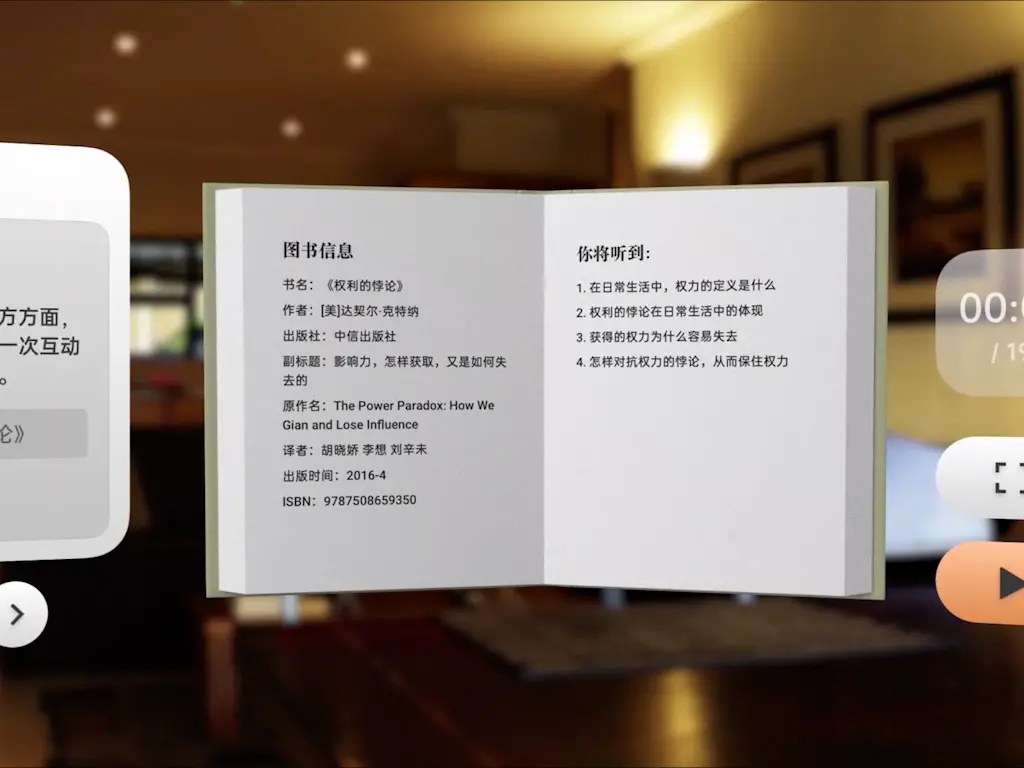 方方面，
一次互动
。
论》
图书信息
书名：《权利的悖论》
作者：[美]达契尔·克特纳
出版社：中信出版社
副标题：影响力，怎样获取，又是如何失
去的
原作名：The Power Paradox: How We
Gian and Lose Influence
译者：胡晓娇 李想 刘辛未
出版时间：2016-4
ISBN：9787508659350
你将听到：
1. 在日常生活中，权力的定义是什么
2. 权利的悖论在日常生活中的体现
3. 获得的权力为什么容易失去
4. 怎样对抗权力的悖论，从而保住权力
00:
/ 19